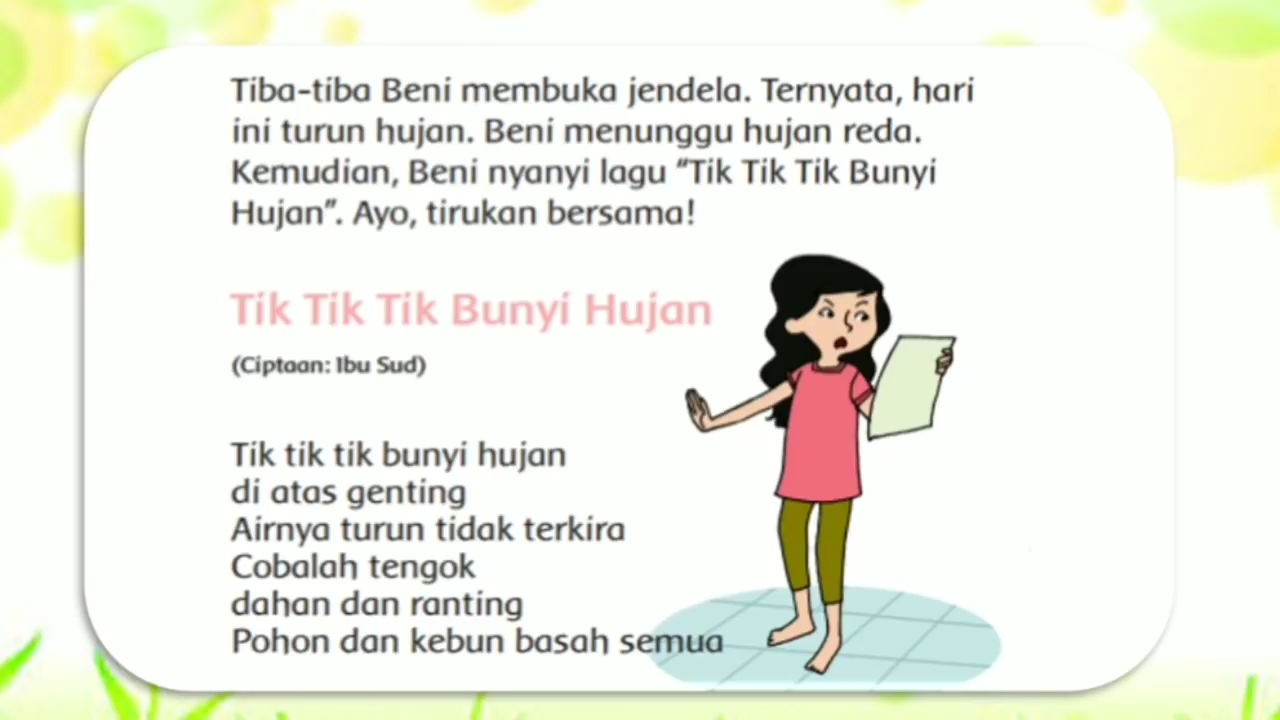 Tiba-tiba Beni membuka jendela. Ternyata, hari
ini turun hujan. Beni menunggu hujan reda.
Kemudian, Beni nyanyi lagu “Tik Tik Tik Bunyi
Hujan”. Ayo, tirukan bersama!
Tik Tik Tik Bunyi Hujan
(Ciptaan: Ibu Sud)
Tik tik tik bunyi hujan
di atas genting
Airnya turun tidak terkira
Cobalah tengok
dahan dan ranting
Pohon dan kebun basah semua